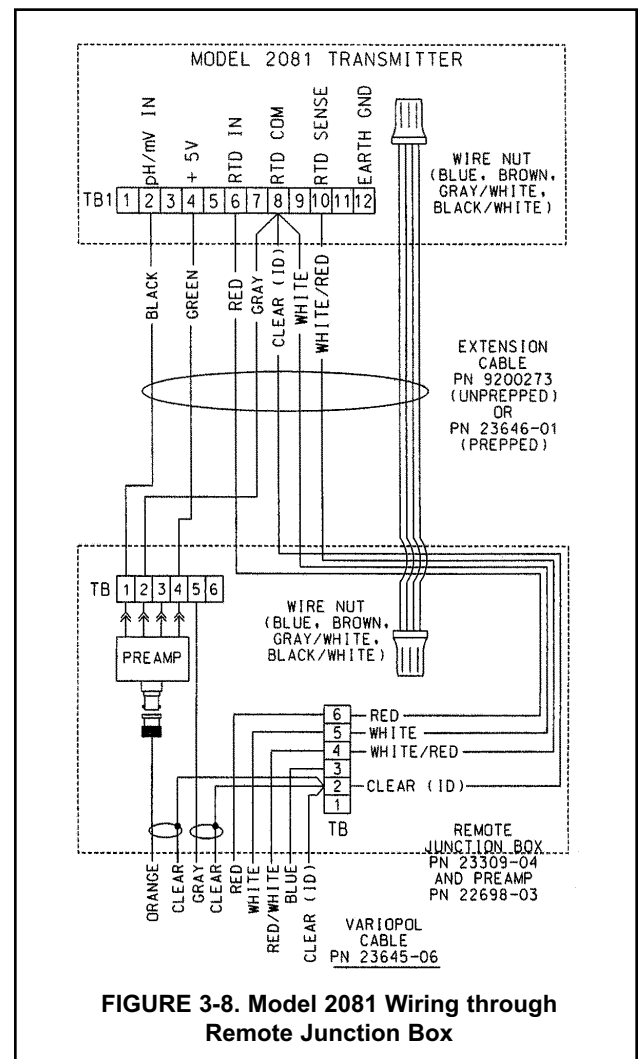 MODEL 2081 TRANSMITTER
pH/mV IN
+ 5V
RTD IN
RTD COM
RTD SENSE
EARTH GND
TB1 1 2 3 4 5 6 7 8 9 10 11 12
WIRE NUT
(BLUE, BROWN,
GRAY/WHITE,
BLACK/WHITE)
BLACK
GREEN
RED
GRAY
CLEAR (ID)
WHITE
WHITE/RED
EXTENSION
CABLE
PN 9200273
(UNPREPPED)
OR
PN 23646-01
(PREPPED)
TB 1 2 3 4 5 6
PREAMP
WIRE NUT
(BLUE, BROWN,
GRAY/WHITE,
BLACK/WHITE)
6 RED
5 WHITE
4 WHITE/RED
3
2 CLEAR (ID)
1
TB
REMOTE
JUNCTION BOX
PN 23309-04
AND PREAMP
PN 22698-03
ORANGE
CLEAR
GRAY
CLEAR
RED
WHITE
RED/WHITE
BLUE
CLEAR (ID)
VARIOPOL
CABLE
PN 23645-06
FIGURE 3-8. Model 2081 Wiring through
Remote Junction Box